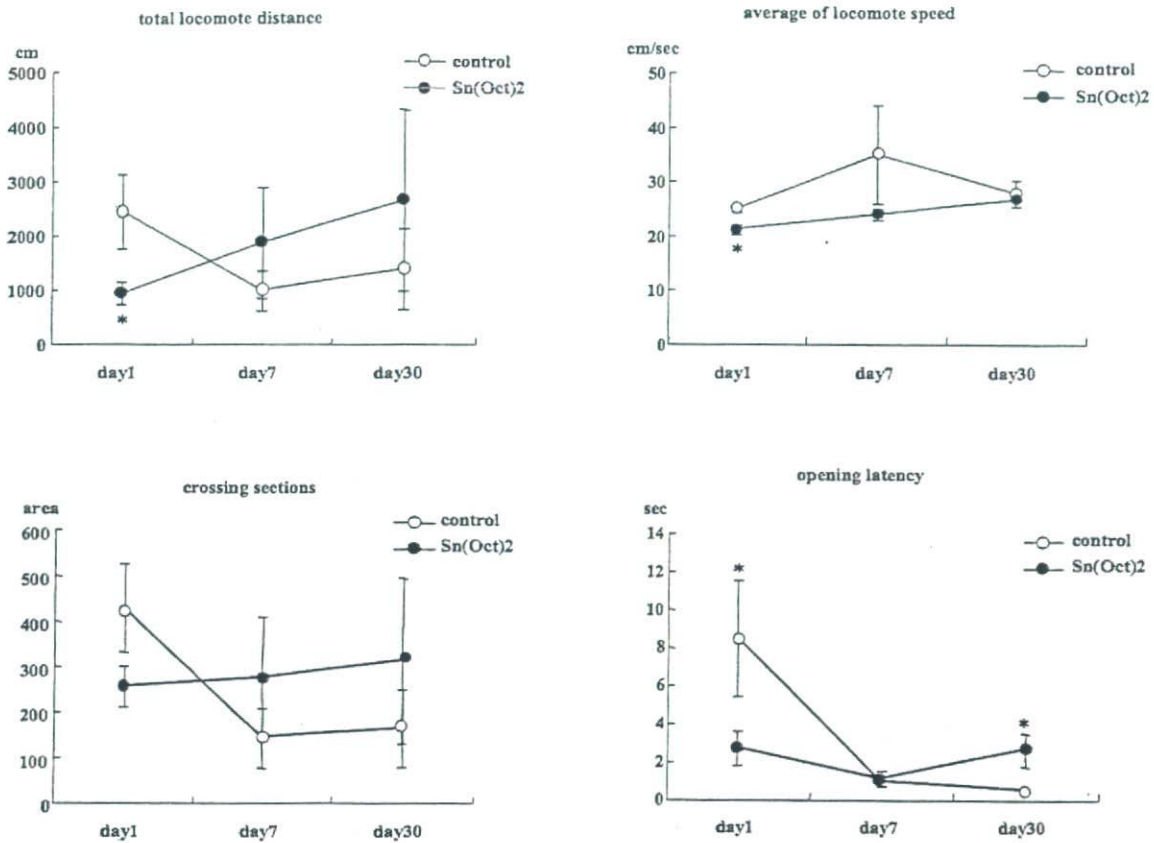 total locomote distance
cm
control
Sn(Oct)2
5000
4000
3000
2000
1000
0
*
day1 day7 day30
average of locomote speed
cm/sec
control
Sn(Oct)2
50
40
30
20
10
0
*
day1 day7 day30
crossing sections
area
control
Sn(Oct)2
600
500
400
300
200
100
0
day1 day7 day30
opening latency
sec
control
Sn(Oct)2
14
12
10
8
6
4
2
0
*
*
day1 day7 day30